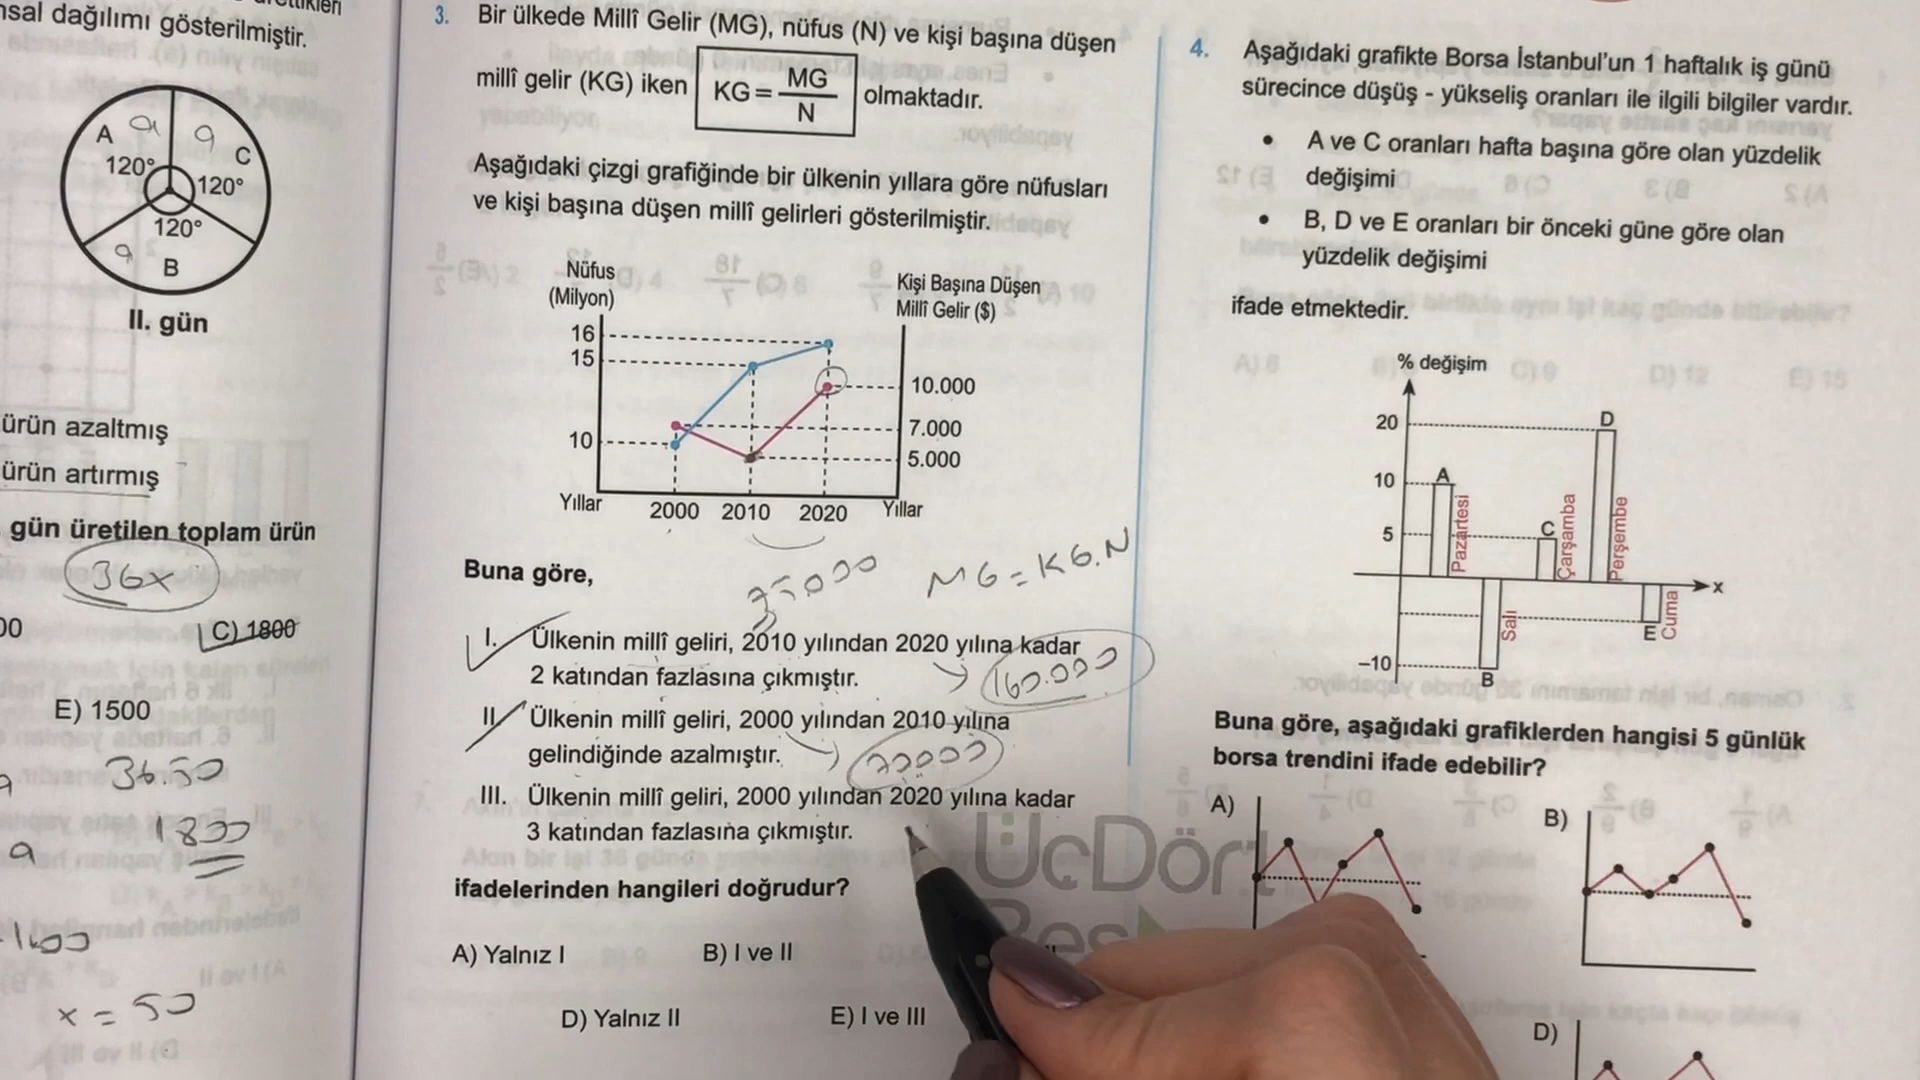 dağılımı gösterilmiştir.
A
120°
9
C
120°
120°
9
B
II. gün
ürün azaltmış
ürün artırmış
gün üretilen toplam ürün
36x
C) 1800
E) 1500
36.50
1800
a
x = 50
3. Bir ülkede Millî Gelir (MG), nüfus (N) ve kişi başına düşen
millî gelir (KG) iken KG = MG / N olmaktadır.
Aşağıdaki çizgi grafiğinde bir ülkenin yıllara göre nüfusları
ve kişi başına düşen millî gelirleri gösterilmiştir.
Nüfus
(Milyon)
Kişi Başına Düşen
Millî Gelir ($)
16
15
10
10.000
7.000
5.000
Yıllar 2000 2010 2020 Yıllar
Buna göre,
MG = KG.N
I. Ülkenin millî geliri, 2010 yılından 2020 yılına kadar
2 katından fazlasına çıkmıştır.
160.000
II. Ülkenin millî geliri, 2000 yılından 2010 yılına
gelindiğinde azalmıştır.
70000
III. Ülkenin millî geliri, 2000 yılından 2020 yılına kadar
3 katından fazlasına çıkmıştır.
ifadelerinden hangileri doğrudur?
A) Yalnız I B) I ve II
D) Yalnız II E) I ve III
ÜçDört
Beş
4. Aşağıdaki grafikte Borsa İstanbul'un 1 haftalık iş günü
sürecince düşüş - yükseliş oranları ile ilgili bilgiler vardır.
• A ve C oranları hafta başına göre olan yüzdelik
değişimi
• B, D ve E oranları bir önceki güne göre olan
yüzdelik değişimi
ifade etmektedir.
% değişim
20
10
5
-10
A
Pazartesi
B
Salı
C
Çarşamba
D
Perşembe
E
Cuma
x
Buna göre, aşağıdaki grafiklerden hangisi 5 günlük
borsa trendini ifade edebilir?
A)
B)
D)